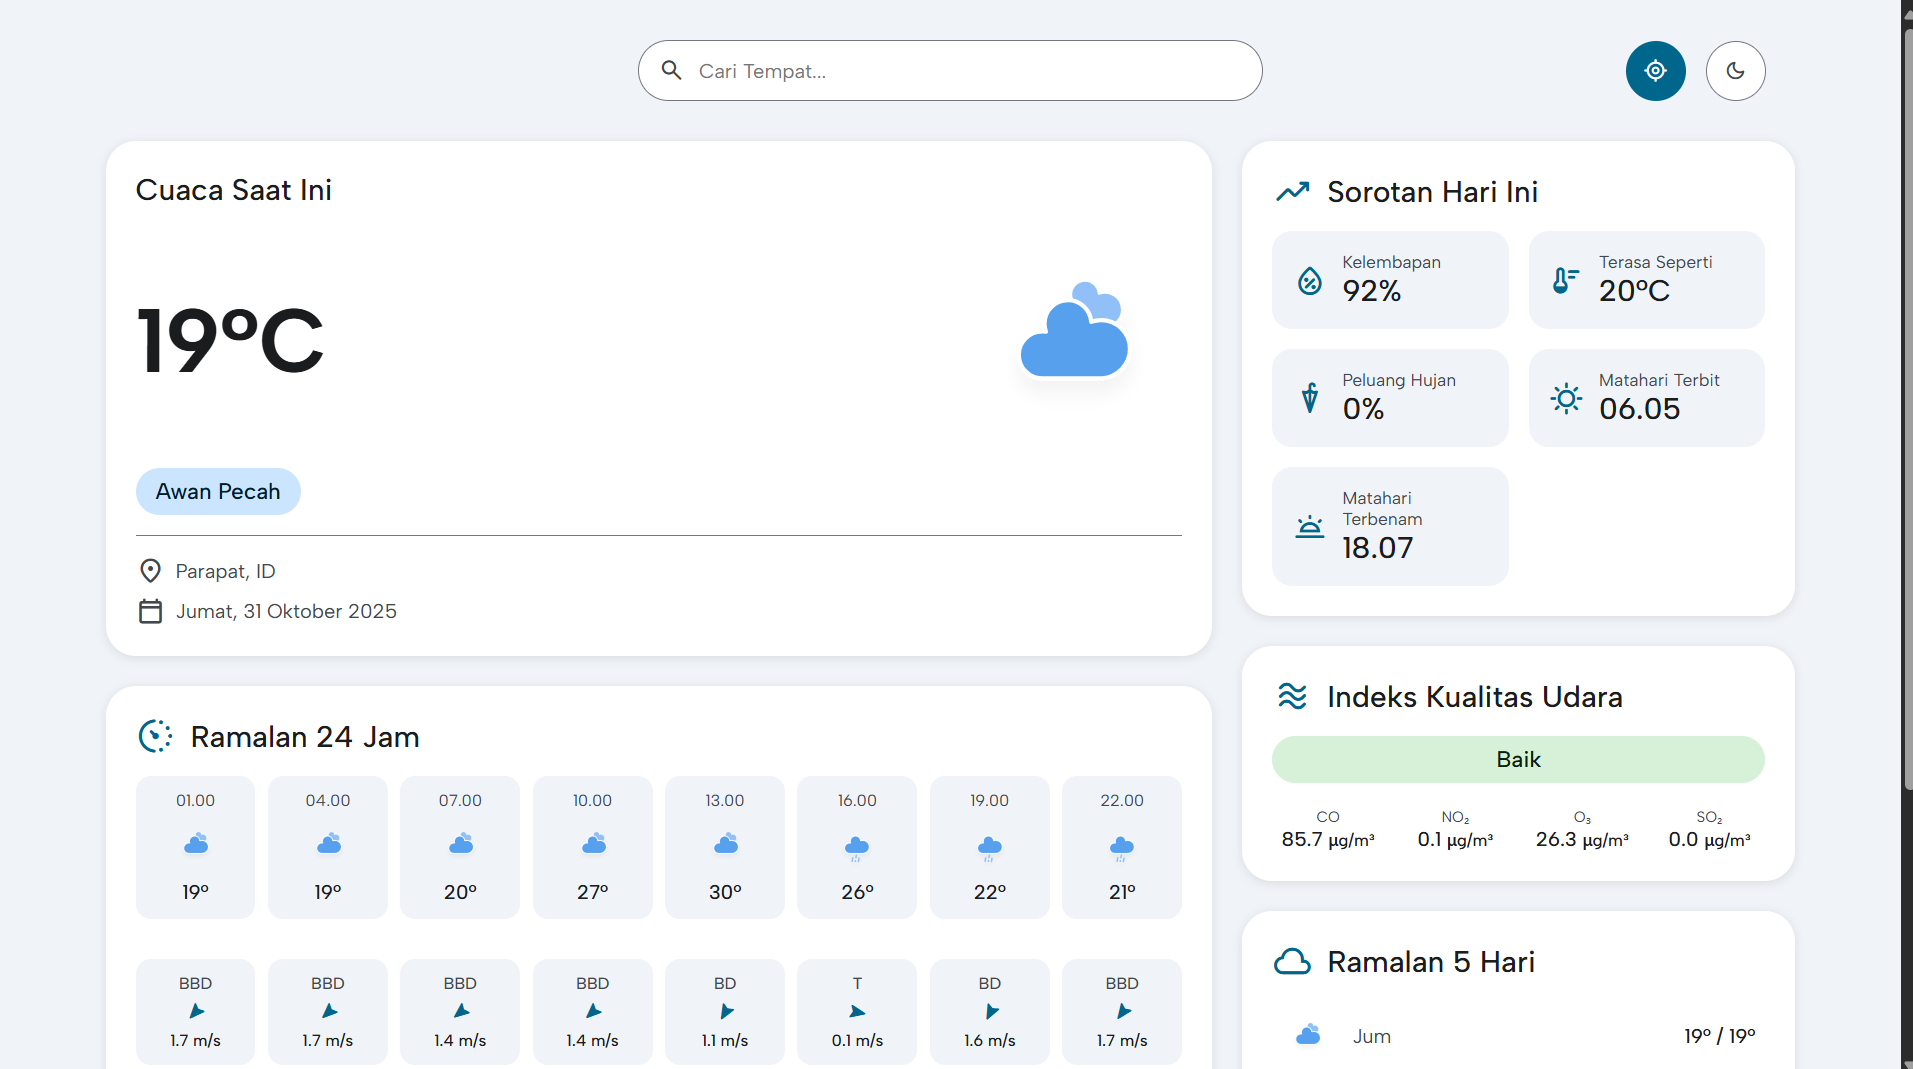 Cari Tempat...
Cuaca Saat Ini
19°C
Awan Pecah
Parapat, ID
Jumat, 31 Oktober 2025
Sorotan Hari Ini
Kelembapan
92%
Terasa Seperti
20°C
Peluang Hujan
0%
Matahari Terbit
06.05
Matahari
Terbenam
18.07
Indeks Kualitas Udara
Baik
CO NO₂ O₃ SO₂
85.7 μg/m³ 0.1 μg/m³ 26.3 μg/m³ 0.0 μg/m³
Ramalan 24 Jam
01.00 04.00 07.00 10.00 13.00 16.00 19.00 22.00
19° 19° 20° 27° 30° 26° 22° 21°
BBD BBD BBD BBD BD T BD BBD
1.7 m/s 1.7 m/s 1.4 m/s 1.4 m/s 1.1 m/s 0.1 m/s 1.6 m/s 1.7 m/s
Ramalan 5 Hari
Jum 19° / 19°